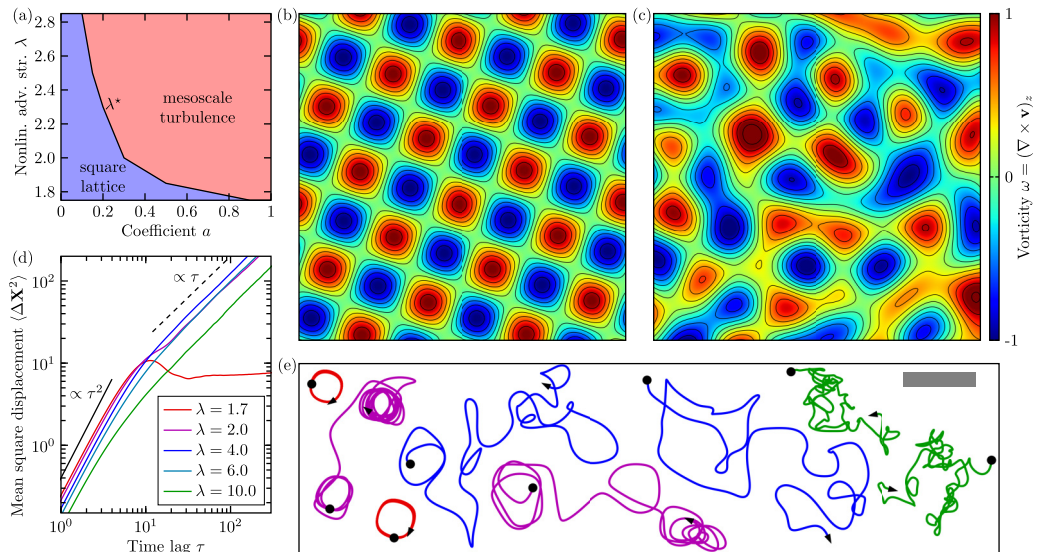 (a)
Nonlin. adv. str. λ
2.8
2.6
2.4
2.2
2.0
1.8
λ⋆
mesoscale
turbulence
square
lattice
0
0.2
0.4
0.6
0.8
1
Coefficient a
(b)
(c)
1
0
-1
Vorticity ω = (∇ × v)z
(d)
Mean square displacement ⟨ΔX²⟩
10²
10¹
10⁰
∝ τ
∝ τ²
λ = 1.7
λ = 2.0
λ = 4.0
λ = 6.0
λ = 10.0
10⁰
10¹
10²
Time lag τ
(e)